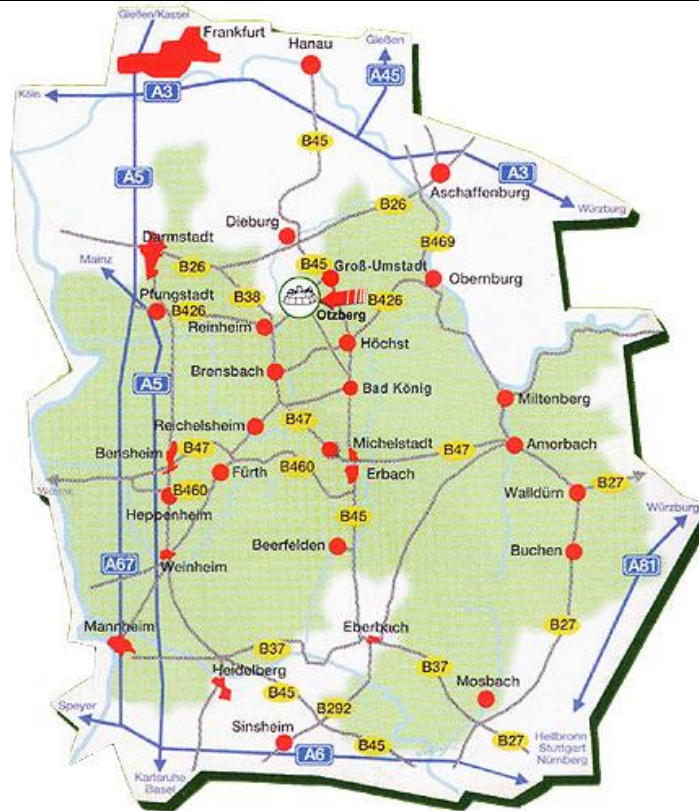 Gießen/Kassel
Frankfurt
Hanau
Gießen
A45
Köln
A3
B45
A5
A3
Aschaffenburg
Würzburg
B26
Dieburg
B469
Darmstadt
Mainz
B26
B45
Groß-Umstadt
Obernburg
Pfungstadt
B38
B426
B426
Otzberg
Reinheim
Höchst
A5
Brensbach
Bad König
Miltenberg
Reichelsheim
B47
Michelstadt
B47
Amorbach
Bensheim
B47
Fürth
B460
Erbach
B27
Worms
B460
Walldürn
Heppenheim
B45
Würzburg
Beerfelden
Buchen
Weinheim
A67
A81
Mannheim
Eberbach
B27
B37
B37
Heidelberg
Mosbach
B45
Speyer
B292
Sinsheim
B45
B27
Heilbronn
Stuttgart
Nürnberg
A6
Karlsruhe
Basel